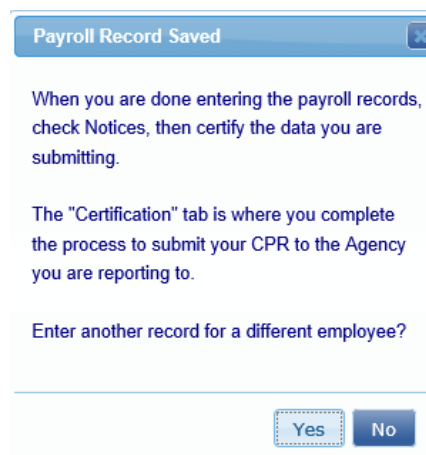 Payroll Record Saved
When you are done entering the payroll records,
check Notices, then certify the data you are
submitting.
The "Certification" tab is where you complete
the process to submit your CPR to the Agency
you are reporting to.
Enter another record for a different employee?
Yes No